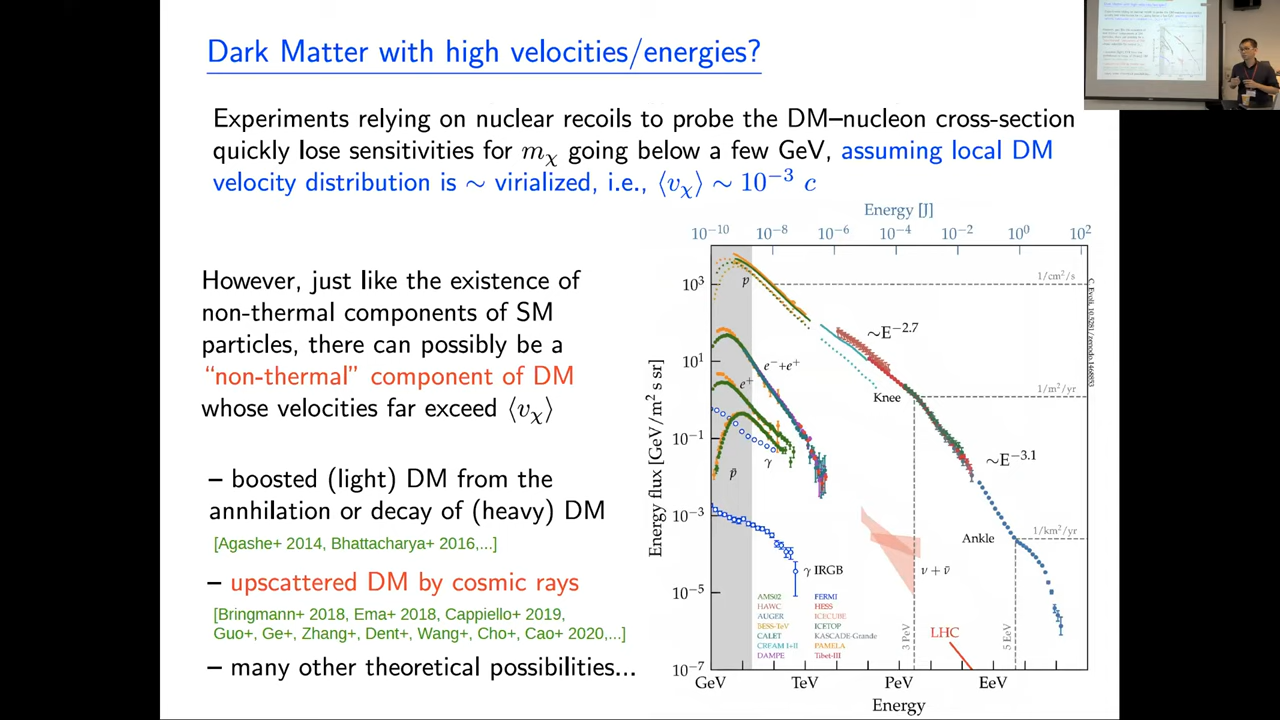 Dark Matter with high velocities/energies?
Experiments relying on nuclear recoils to probe the DM–nucleon cross-section
quickly lose sensitivities for mχ going below a few GeV, assuming local DM
velocity distribution is ~ virialized, i.e., ⟨vχ⟩ ~ 10⁻³ c
However, just like the existence of
non-thermal components of SM
particles, there can possibly be a
“non-thermal” component of DM
whose velocities far exceed ⟨vχ⟩
– boosted (light) DM from the
annhilation or decay of (heavy) DM
[Agashe+ 2014, Bhattacharya+ 2016,...]
– upscattered DM by cosmic rays
[Bringmann+ 2018, Ema+ 2018, Cappiello+ 2019,
Guo+, Ge+, Zhang+, Dent+, Wang+, Cho+, Cao+ 2020,...]
– many other theoretical possibilities...
Energy [J]
10⁻¹⁰ 10⁻⁸ 10⁻⁶ 10⁻⁴ 10⁻² 10⁰ 10²
Energy flux [GeV/m² s sr]
10³
10¹
10⁻¹
10⁻³
10⁻⁵
10⁻⁷
p
e⁻+e⁺
e⁺
p̄
γ
γ IRGB
ν + ν̄
~E⁻²·⁷
Knee
~E⁻³·¹
Ankle
1/cm²/s
1/m²/yr
1/km²/yr
3 PeV
5 EeV
LHC
AMS02 FERMI
HAWC HESS
AUGER ICECUBE
BESS-TeV ICETOP
CALET KASCADE-Grande
CREAM I+II PAMELA
DAMPE Tibet-III
GeV TeV PeV EeV
Energy